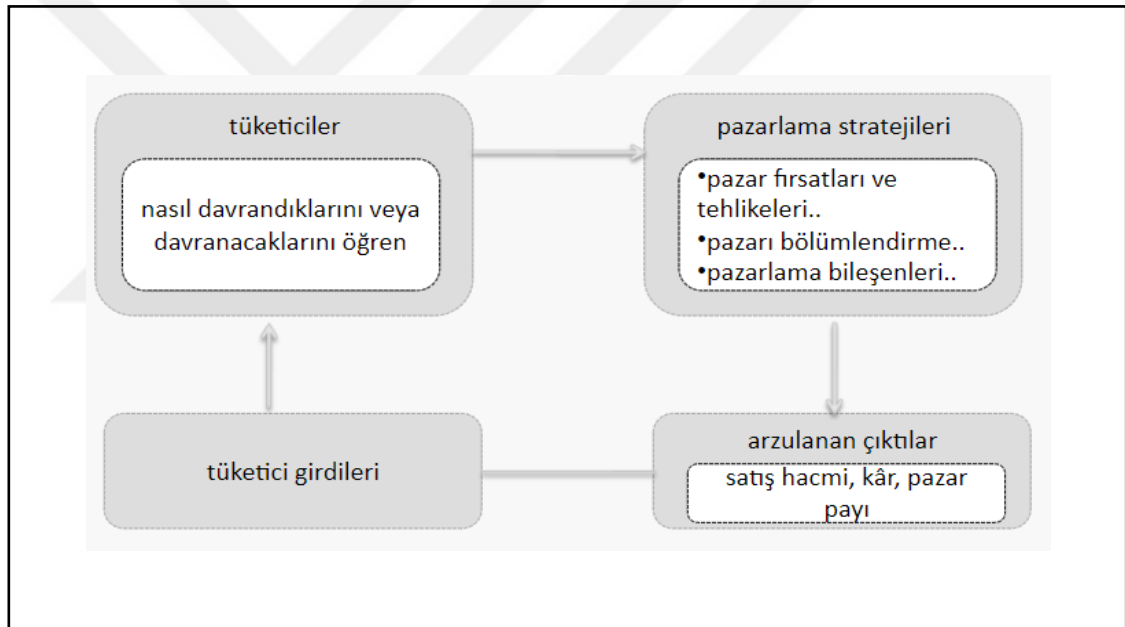 tüketiciler
nasıl davrandıklarını veya
davranacaklarını öğren
pazarlama stratejileri
•pazar fırsatları ve
tehlikeleri..
•pazarı bölümlendirme..
•pazarlama bileşenleri..
tüketici girdileri
arzulanan çıktılar
satış hacmi, kâr, pazar
payı